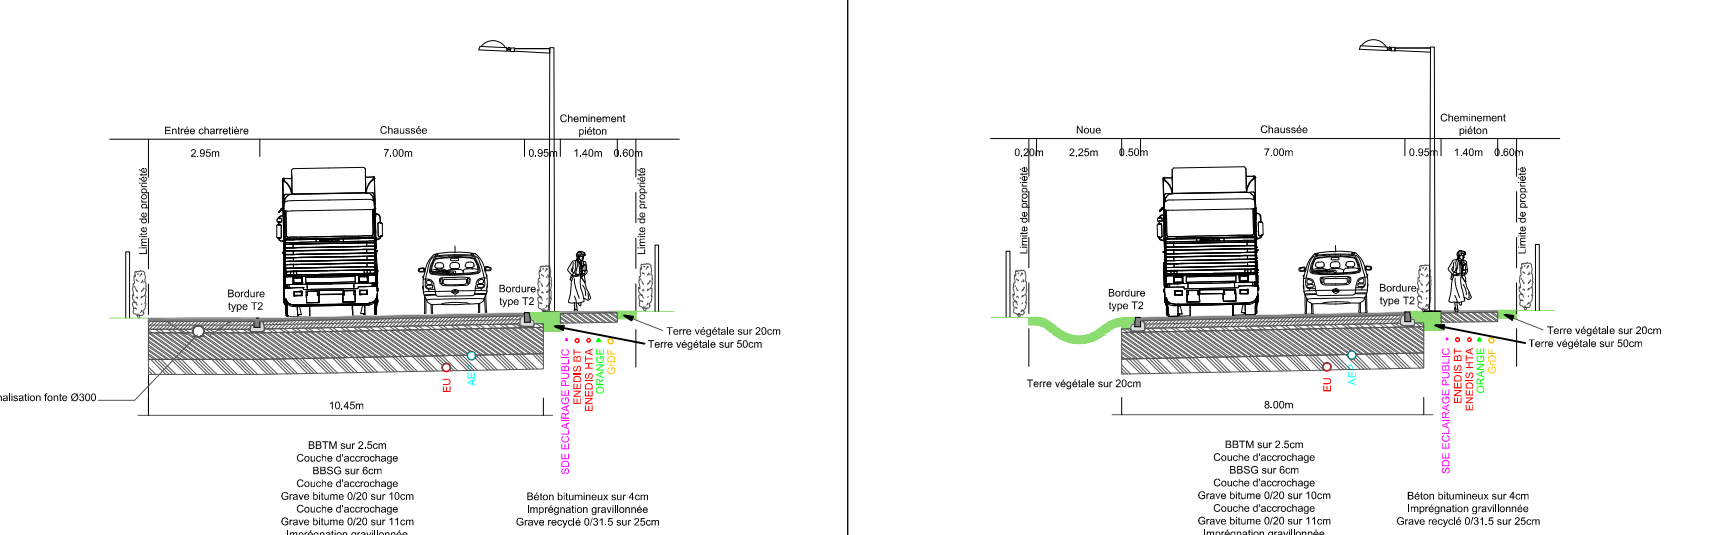 Entrée charretière
Chaussée
Cheminement
piéton
2.95m
7.00m
0.95m
1.40m
0.60m
Limite de propriété
Limite de propriété
Bordure
type T2
Bordure
type T2
Terre végétale sur 20cm
Terre végétale sur 50cm
EU
AEP
SDE ECLAIRAGE PUBLIC
ENEDIS BT
ENEDIS HTA
ORANGE
GrDF
nalisation fonte Ø300
10,45m
BBTM sur 2.5cm
Couche d'accrochage
BBSG sur 6cm
Couche d'accrochage
Grave bitume 0/20 sur 10cm
Couche d'accrochage
Grave bitume 0/20 sur 11cm
Imprégnation gravillonnée
Béton bitumineux sur 4cm
Imprégnation gravillonnée
Grave recyclé 0/31.5 sur 25cm
Noue
Chaussée
Cheminement
piéton
0,20m
2,25m
0.50m
7.00m
0.95m
1.40m
0.60m
Limite de propriété
Limite de propriété
Bordure
type T2
Bordure
type T2
Terre végétale sur 20cm
Terre végétale sur 50cm
Terre végétale sur 20cm
EU
AEP
SDE ECLAIRAGE PUBLIC
ENEDIS BT
ENEDIS HTA
ORANGE
GrDF
8.00m
BBTM sur 2.5cm
Couche d'accrochage
BBSG sur 6cm
Couche d'accrochage
Grave bitume 0/20 sur 10cm
Couche d'accrochage
Grave bitume 0/20 sur 11cm
Imprégnation gravillonnée
Béton bitumineux sur 4cm
Imprégnation gravillonnée
Grave recyclé 0/31.5 sur 25cm